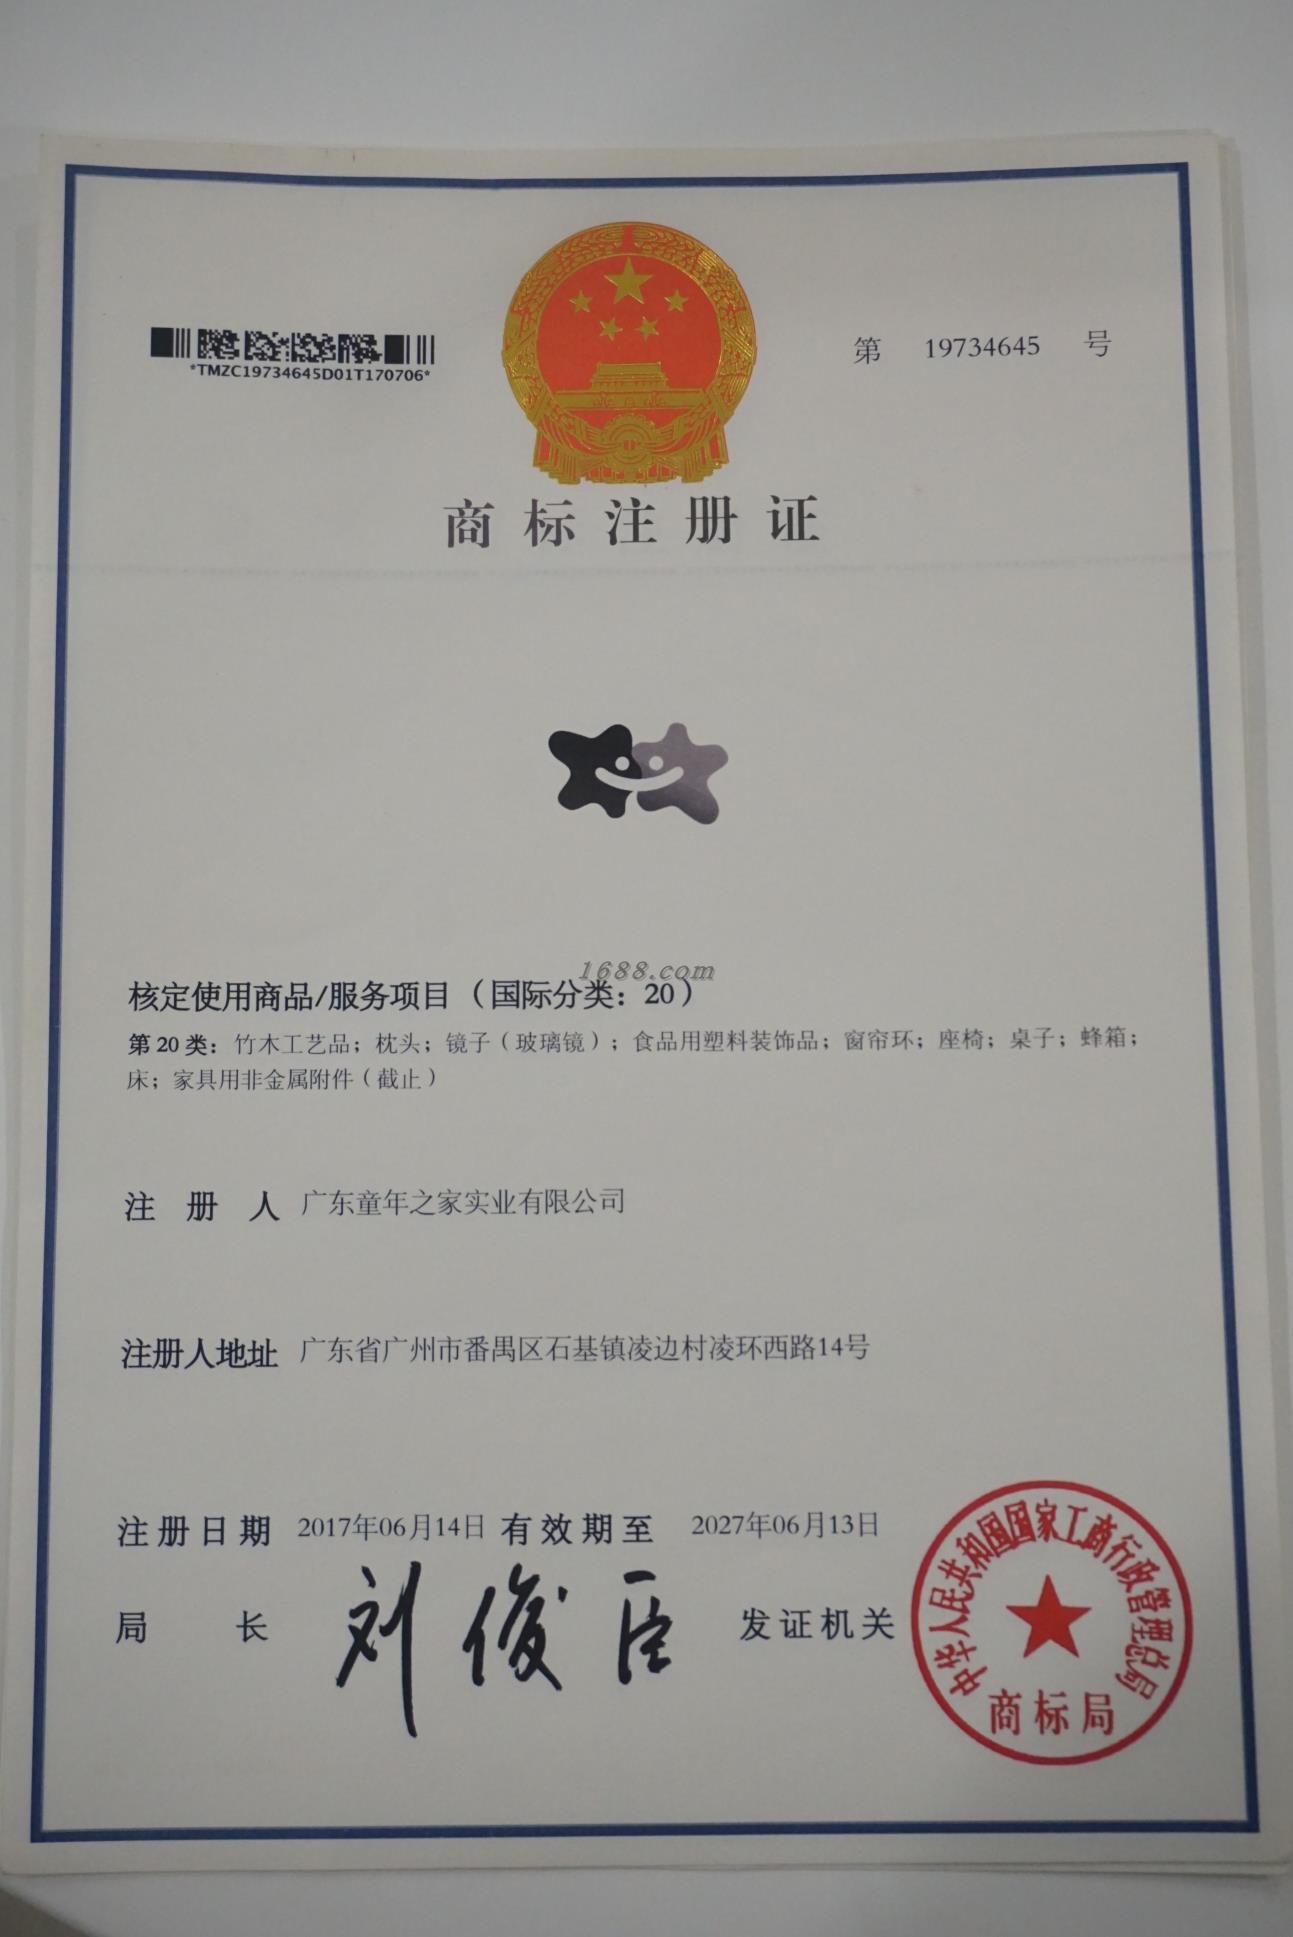 *TMZC19734645D01T170706*
第 19734645 号
商标注册证
1688.com
核定使用商品/服务项目（国际分类：20）
第20类：竹木工艺品；枕头；镜子（玻璃镜）；食品用塑料装饰品；窗帘环；座椅；桌子；蜂箱；
床；家具用非金属附件（截止）
注册人 广东童年之家实业有限公司
注册人地址 广东省广州市番禺区石基镇凌边村凌环西路14号
注册日期 2017年06月14日 有效期至 2027年06月13日
局长 刘俊臣 发证机关
中华人民共和国国家工商行政管理总局
商标局